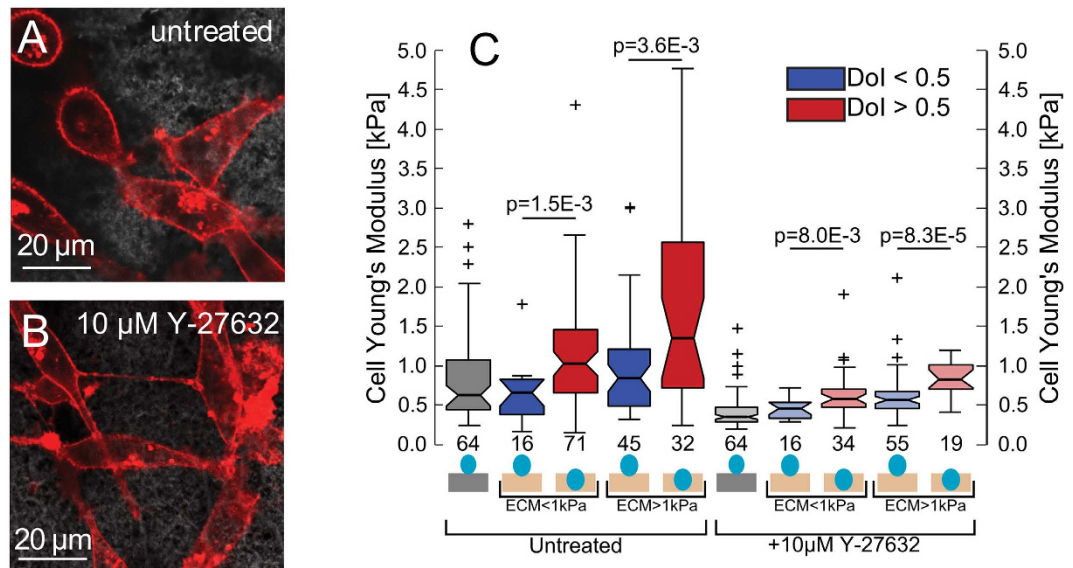 A
untreated
20 µm
B
10 µM Y-27632
20 µm
C
p=3.6E-3
DoI < 0.5
DoI > 0.5
p=1.5E-3
p=8.0E-3
p=8.3E-5
Cell Young's Modulus [kPa]
5.0
4.5
4.0
3.5
3.0
2.5
2.0
1.5
1.0
0.5
0.0
Cell Young's Modulus [kPa]
5.0
4.5
4.0
3.5
3.0
2.5
2.0
1.5
1.0
0.5
0.0
64 16 71 45 32 64 16 34 55 19
ECM<1kPa ECM>1kPa ECM<1kPa ECM>1kPa
Untreated +10µM Y-27632